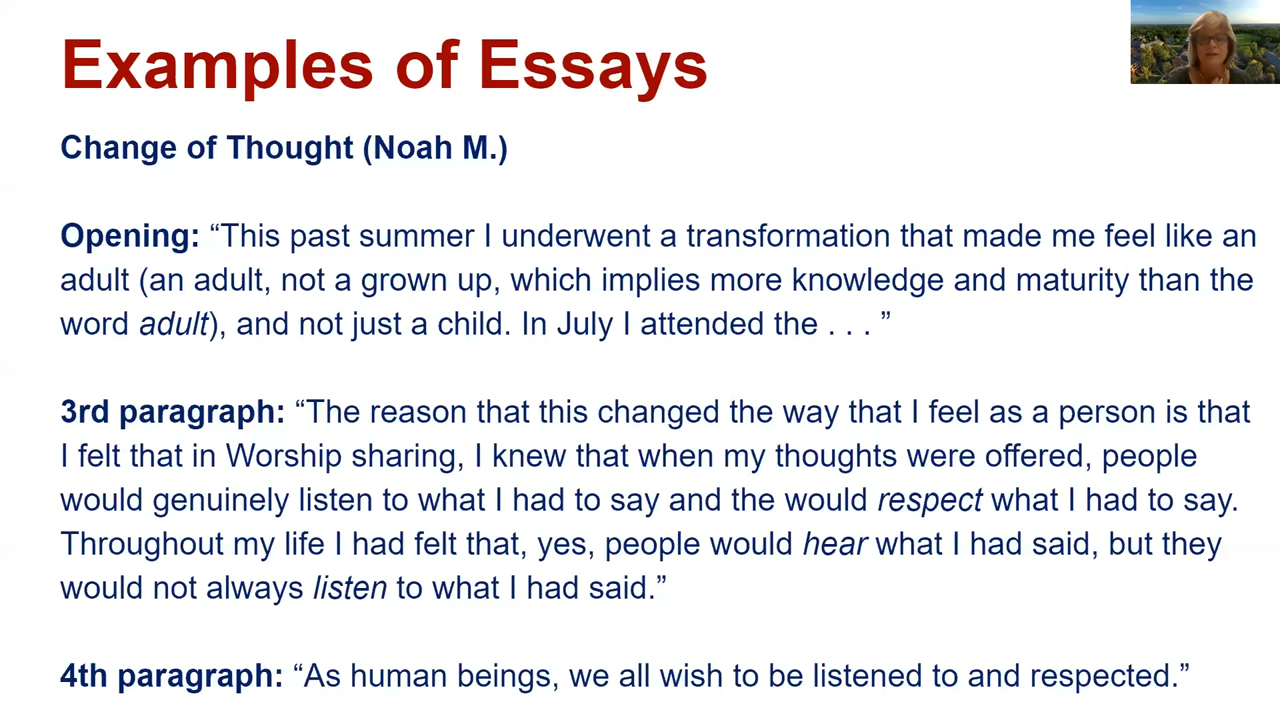 Examples of Essays
Change of Thought (Noah M.)
Opening: “This past summer I underwent a transformation that made me feel like an
adult (an adult, not a grown up, which implies more knowledge and maturity than the
word adult), and not just a child. In July I attended the . . . ”
3rd paragraph: “The reason that this changed the way that I feel as a person is that
I felt that in Worship sharing, I knew that when my thoughts were offered, people
would genuinely listen to what I had to say and the would respect what I had to say.
Throughout my life I had felt that, yes, people would hear what I had said, but they
would not always listen to what I had said.”
4th paragraph: “As human beings, we all wish to be listened to and respected.”